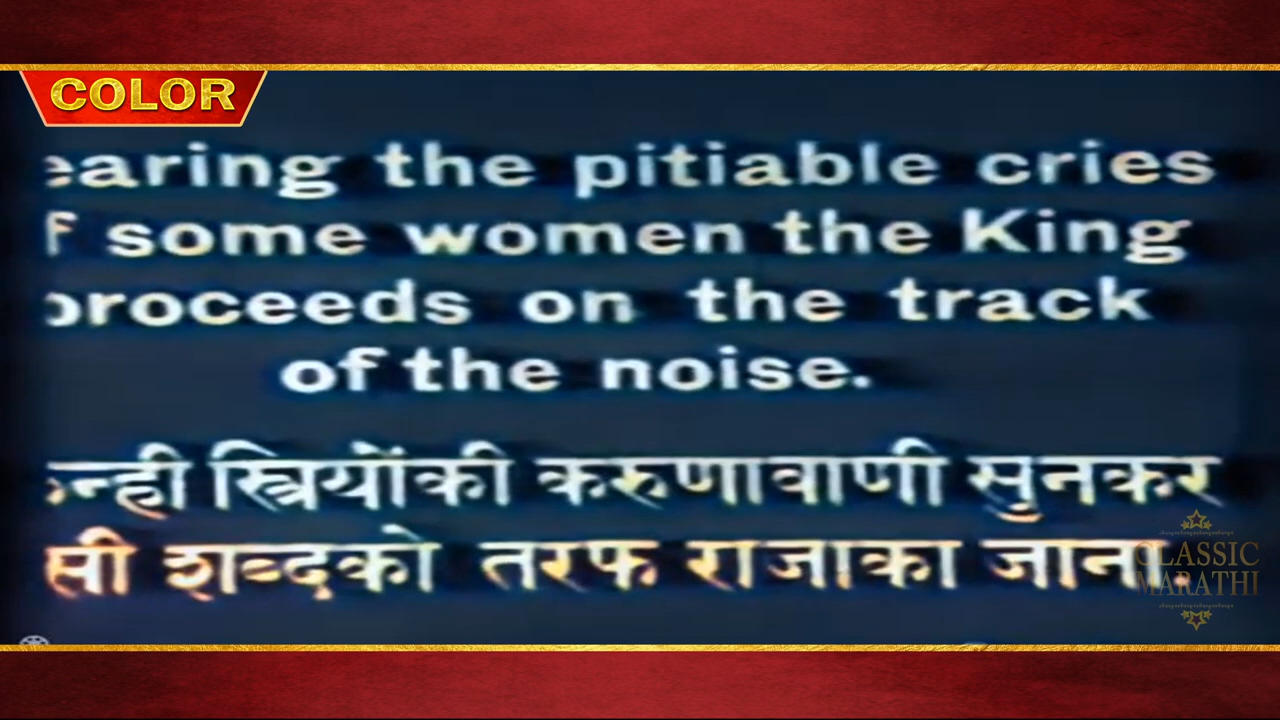 COLOR
earing the pitiable cries
f some women the King
proceeds on the track
of the noise.
न्ही स्त्रियोंकी करुणावाणी सुनकर
सी शब्दको तरफ राजाका जाना.
CLASSIC
MARATHI